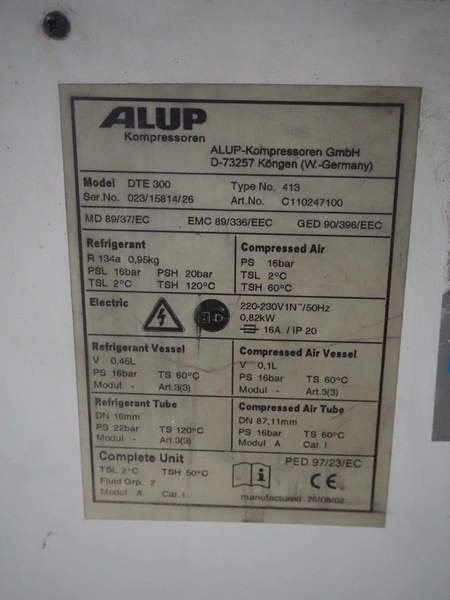 ALUP
Kompressoren
ALUP-Kompressoren GmbH
D-73257 Köngen (W.-Germany)
Model DTE 300 Type No. 413
Ser.No. 023/15814/26 Art.No. C110247100
MD 89/37/EC EMC 89/336/EEC GED 90/396/EEC
Refrigerant
R 134a 0,95kg
PSL 16bar PSH 20bar
TSL 2°C TSH 120°C
Compressed Air
PS 16bar
TSL 2°C
TSH 60°C
Electric
220-230V1N~/50Hz
0,82kW
16A / IP 20
Refrigerant Vessel
V 0,45L
PS 16bar TS 60°C
Modul - Art.3(3)
Compressed Air Vessel
V 0,1L
PS 16bar TS 60°C
Modul - Art.3(3)
Refrigerant Tube
DN 16mm
PS 22bar TS 120°C
Modul - Art.3(3)
Compressed Air Tube
DN 87,11mm
PS 16bar TS 60°C
Modul A Cat. I
Complete Unit
TSL 2°C TSH 50°C
Fluid Grp. 2
Modul A Cat. I
i
PED 97/23/EC
CE
manufactured 26/08/02